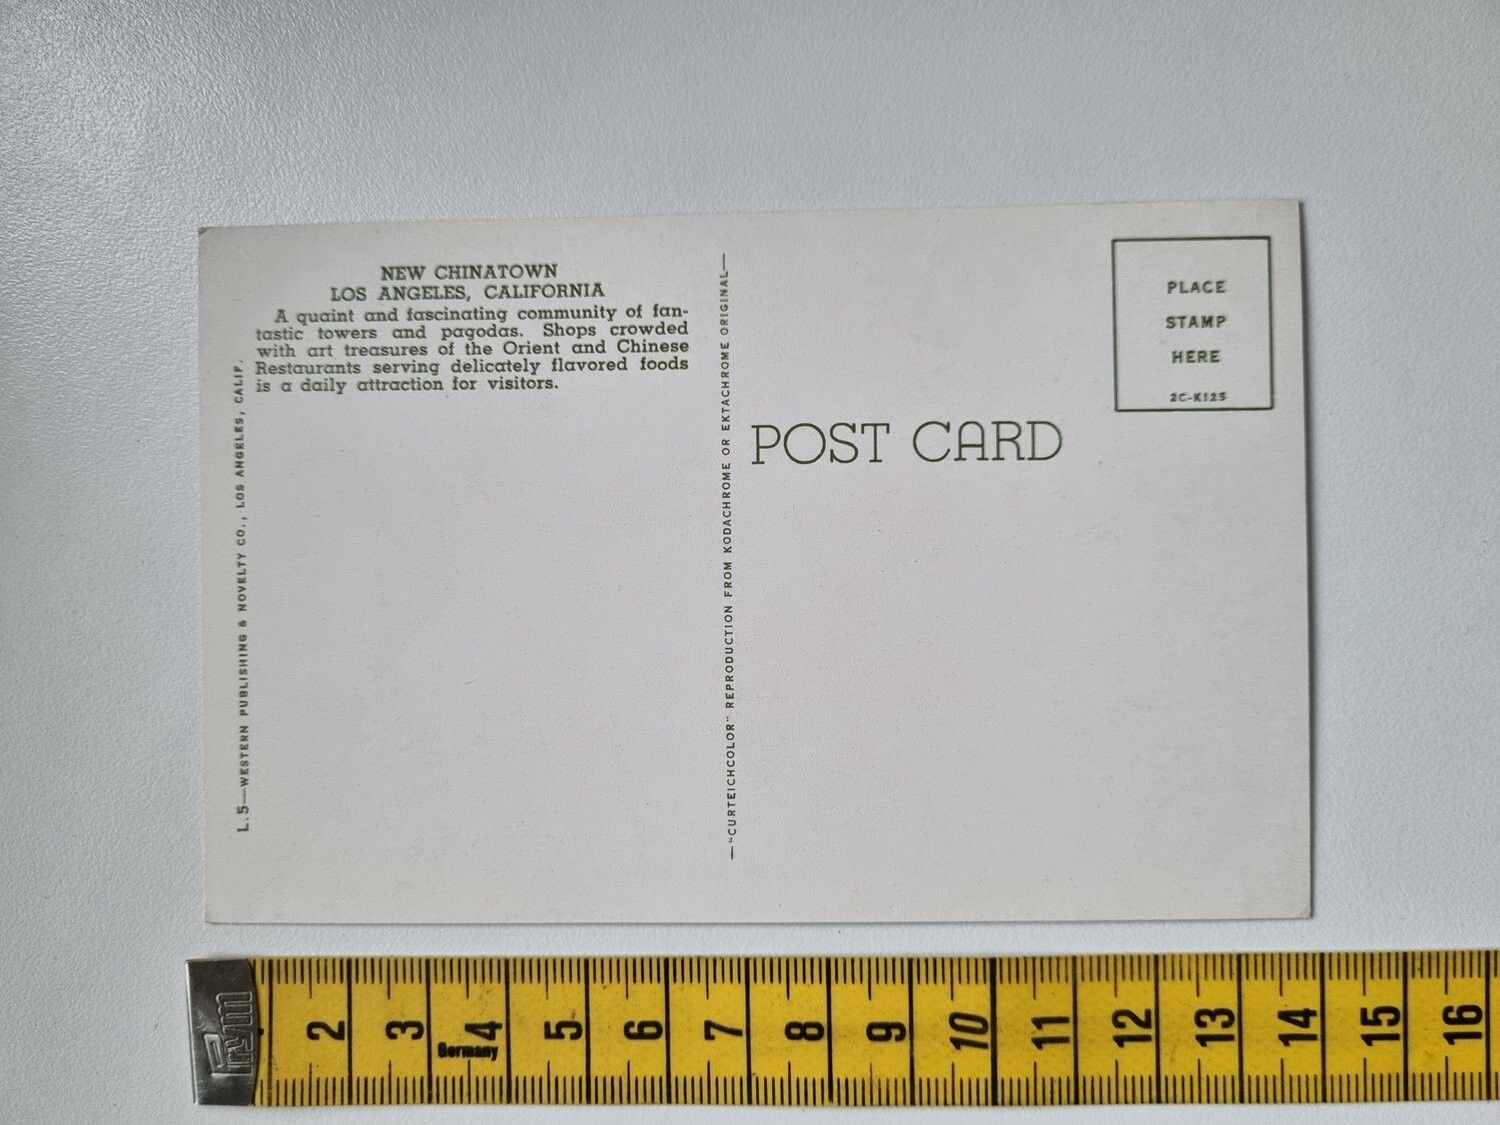 NEW CHINATOWN
LOS ANGELES, CALIFORNIA
A quaint and fascinating community of fan-
tastic towers and pagodas. Shops crowded
with art treasures of the Orient and Chinese
Restaurants serving delicately flavored foods
is a daily attraction for visitors.
L. 5—WESTERN PUBLISHING & NOVELTY CO., LOS ANGELES, CALIF.
—"CURTEICHCOLOR" REPRODUCTION FROM KODACHROME OR EKTACHROME ORIGINAL—
POST CARD
PLACE
STAMP
HERE
2C-K125
Prym
2 3 4 5 6 7 8 9 10 11 12 13 14 15 16
Germany